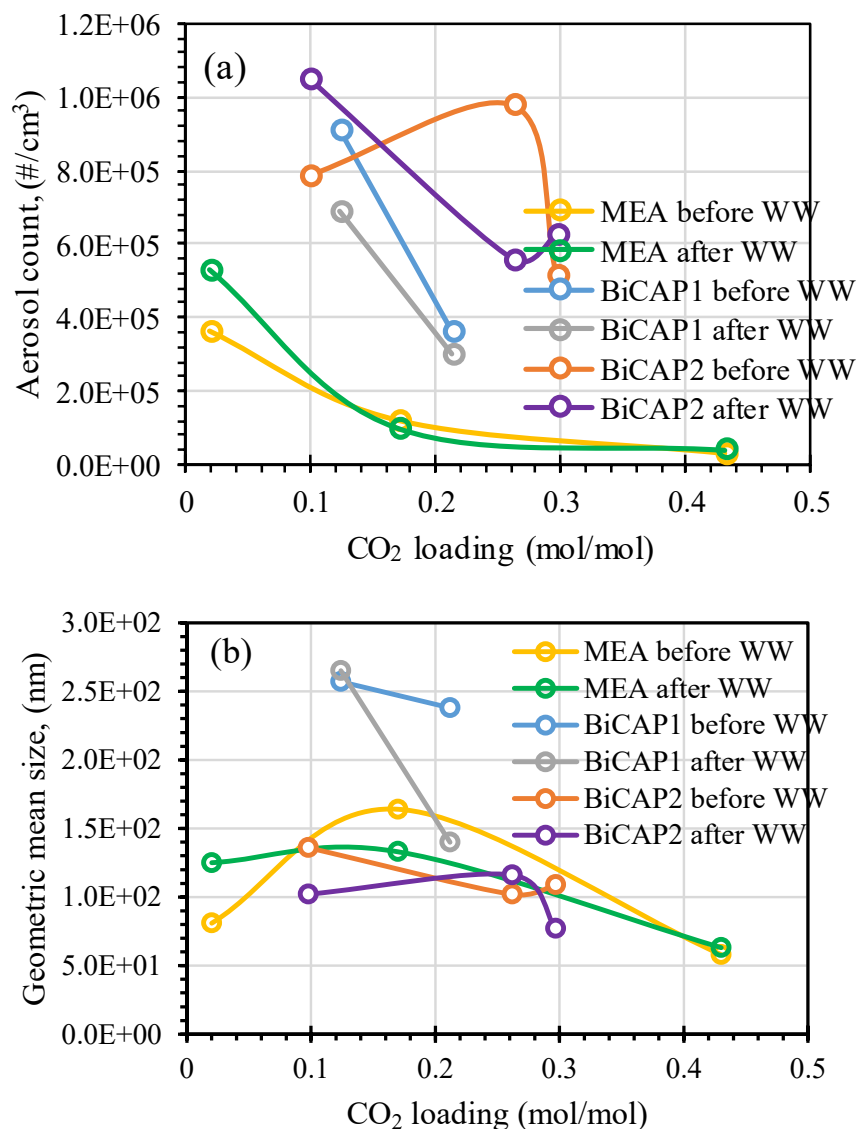 1.2E+06
(a)
1.0E+06
8.0E+05
6.0E+05
4.0E+05
2.0E+05
0.0E+00
Aerosol count, (#/cm³)
MEA before WW
MEA after WW
BiCAP1 before WW
BiCAP1 after WW
BiCAP2 before WW
BiCAP2 after WW
0 0.1 0.2 0.3 0.4 0.5
CO₂ loading (mol/mol)
3.0E+02
(b)
2.5E+02
2.0E+02
1.5E+02
1.0E+02
5.0E+01
0.0E+00
Geometric mean size, (nm)
MEA before WW
MEA after WW
BiCAP1 before WW
BiCAP1 after WW
BiCAP2 before WW
BiCAP2 after WW
0 0.1 0.2 0.3 0.4 0.5
CO₂ loading (mol/mol)